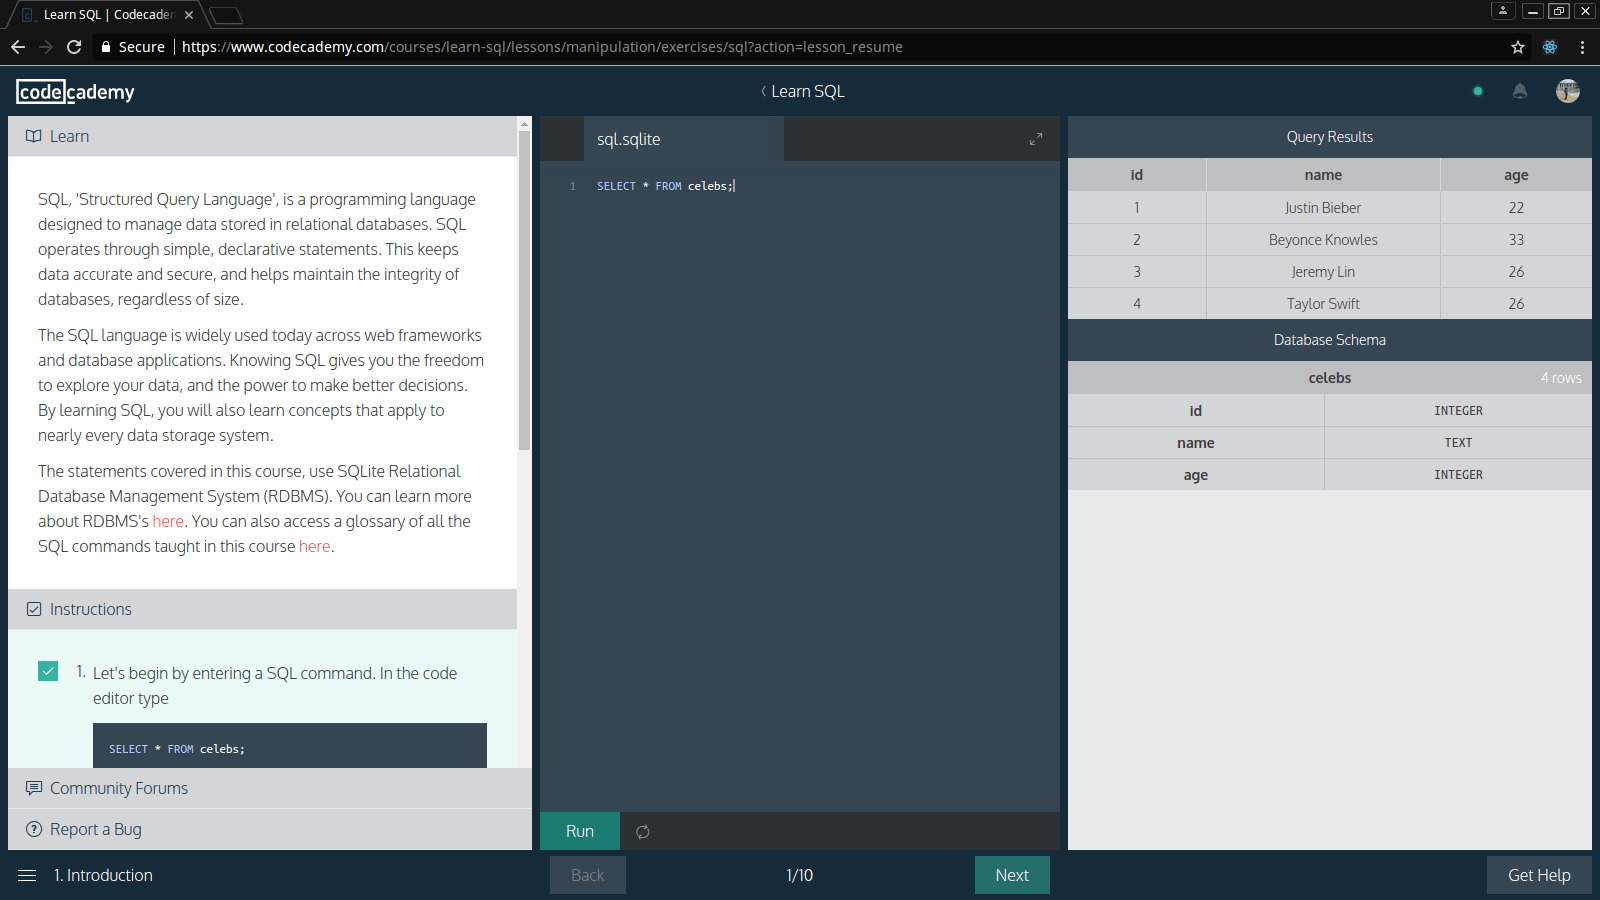 Learn SQL | Codecadem
Secure https://www.codecademy.com/courses/learn-sql/lessons/manipulation/exercises/sql?action=lesson_resume
codecademy
Learn SQL
Learn
SQL, 'Structured Query Language', is a programming language
designed to manage data stored in relational databases. SQL
operates through simple, declarative statements. This keeps
data accurate and secure, and helps maintain the integrity of
databases, regardless of size.
The SQL language is widely used today across web frameworks
and database applications. Knowing SQL gives you the freedom
to explore your data, and the power to make better decisions.
By learning SQL, you will also learn concepts that apply to
nearly every data storage system.
The statements covered in this course, use SQLite Relational
Database Management System (RDBMS). You can learn more
about RDBMS's here. You can also access a glossary of all the
SQL commands taught in this course here.
Instructions
1. Let's begin by entering a SQL command. In the code
editor type
SELECT * FROM celebs;
Community Forums
Report a Bug
sql.sqlite
1 SELECT * FROM celebs;
Run
Query Results
id name age
1 Justin Bieber 22
2 Beyonce Knowles 33
3 Jeremy Lin 26
4 Taylor Swift 26
Database Schema
celebs 4 rows
id INTEGER
name TEXT
age INTEGER
1. Introduction
Back
1/10
Next
Get Help